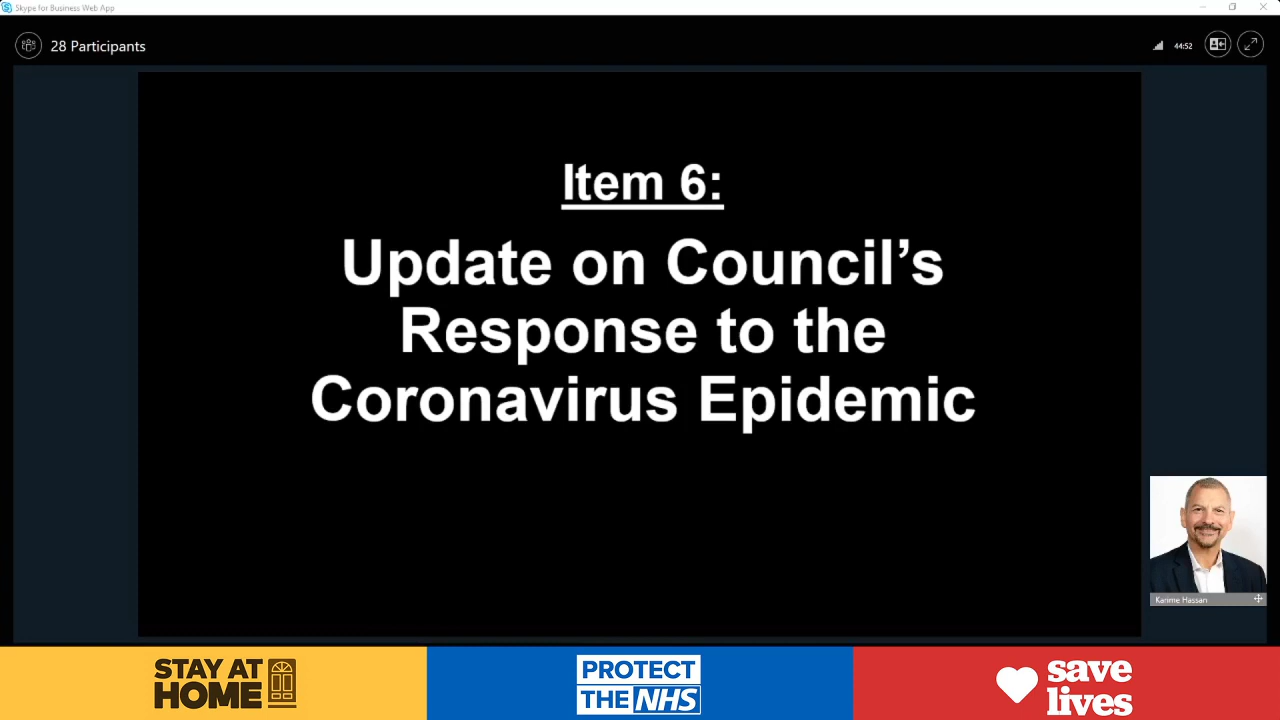 Skype for Business Web App
28 Participants
44:52
Item 6:
Update on Council's
Response to the
Coronavirus Epidemic
Karime Hassan
STAY AT
HOME
PROTECT
THE NHS
save
lives